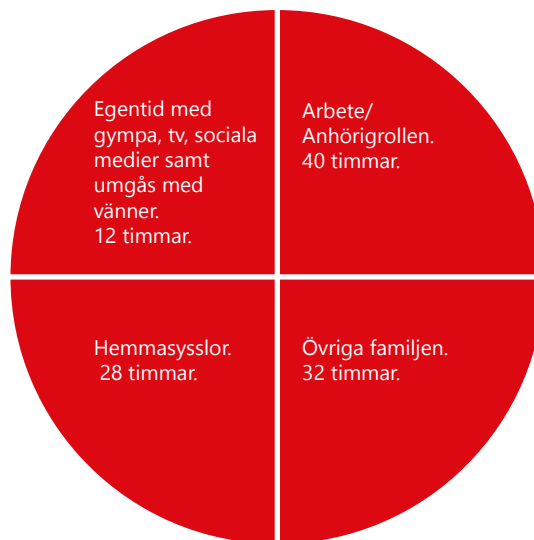 Egentid med
gympa, tv, sociala
medier samt
umgås med
vänner.
12 timmar.
Arbete/
Anhörigrollen.
40 timmar.
Hemmasysslor.
28 timmar.
Övriga familjen.
32 timmar.